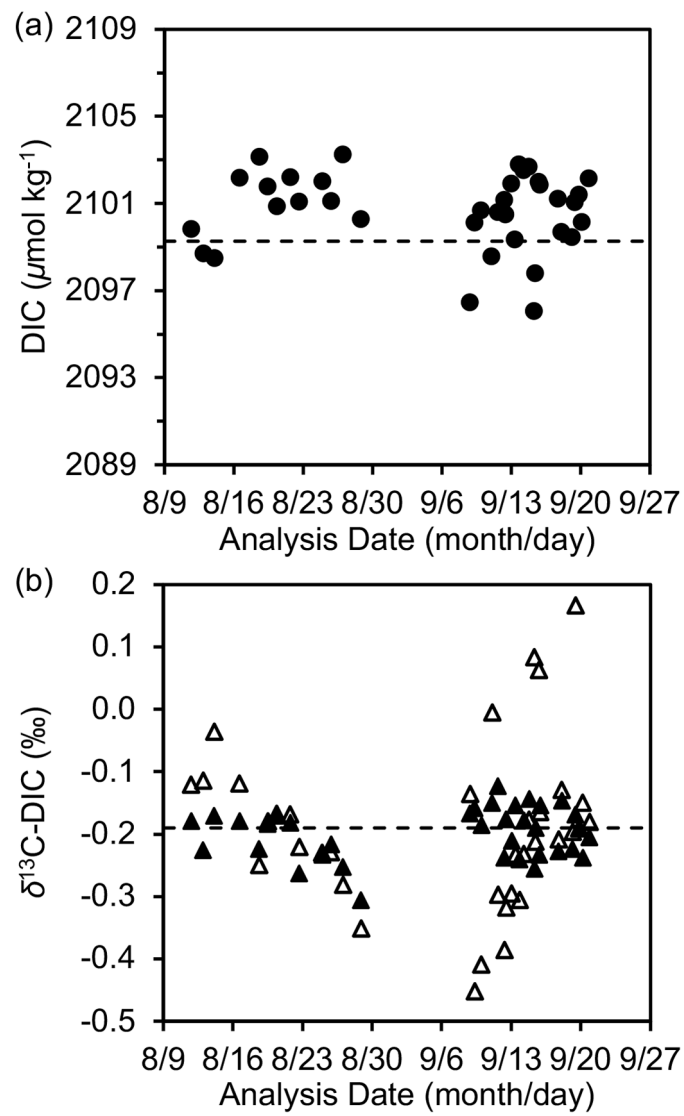 (a)
DIC (µmol kg⁻¹)
2109
2105
2101
2097
2093
2089
8/9 8/16 8/23 8/30 9/6 9/13 9/20 9/27
Analysis Date (month/day)
(b)
δ¹³C-DIC (‰)
0.2
0.1
0.0
-0.1
-0.2
-0.3
-0.4
-0.5
8/9 8/16 8/23 8/30 9/6 9/13 9/20 9/27
Analysis Date (month/day)